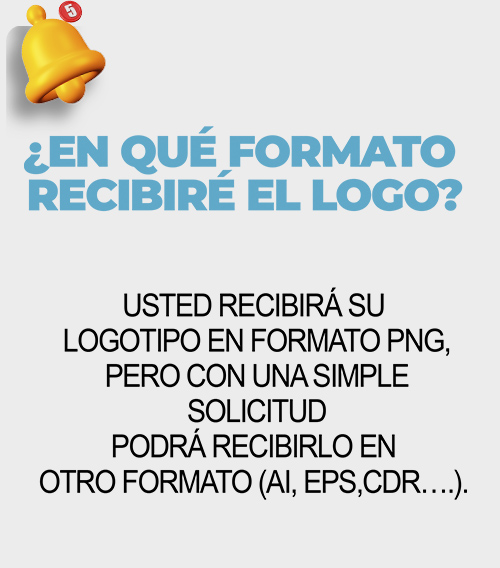 5
¿EN QUÉ FORMATO
RECIBIRÉ EL LOGO?
USTED RECIBIRÁ SU
LOGOTIPO EN FORMATO PNG,
PERO CON UNA SIMPLE
SOLICITUD
PODRÁ RECIBIRLO EN
OTRO FORMATO (AI, EPS,CDR….).